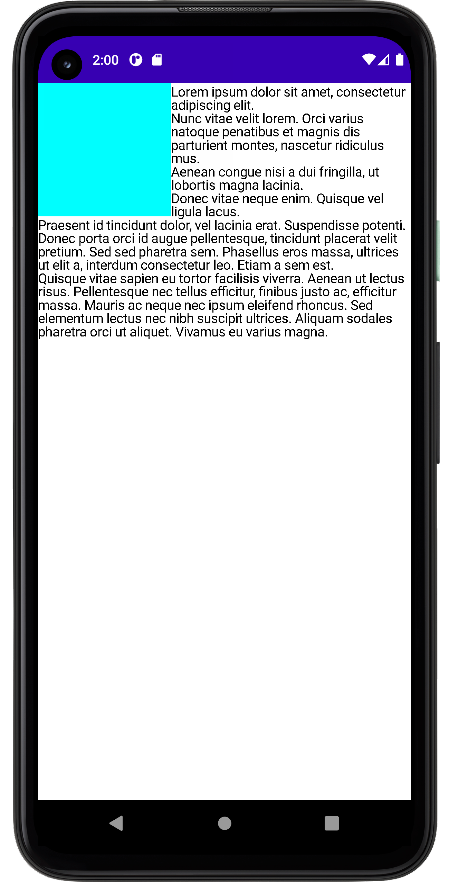 2:00
Lorem ipsum dolor sit amet, consectetur
adipiscing elit.
Nunc vitae velit lorem. Orci varius
natoque penatibus et magnis dis
parturient montes, nascetur ridiculus
mus.
Aenean congue nisi a dui fringilla, ut
lobortis magna lacinia.
Donec vitae neque enim. Quisque vel
ligula lacus.
Praesent id tincidunt dolor, vel lacinia erat. Suspendisse potenti.
Donec porta orci id augue pellentesque, tincidunt placerat velit
pretium. Sed sed pharetra sem. Phasellus eros massa, ultrices
ut elit a, interdum consectetur leo. Etiam a sem est.
Quisque vitae sapien eu tortor facilisis viverra. Aenean ut lectus
risus. Pellentesque nec tellus efficitur, finibus justo ac, efficitur
massa. Mauris ac neque nec ipsum eleifend rhoncus. Sed
elementum lectus nec nibh suscipit ultrices. Aliquam sodales
pharetra orci ut aliquet. Vivamus eu varius magna.